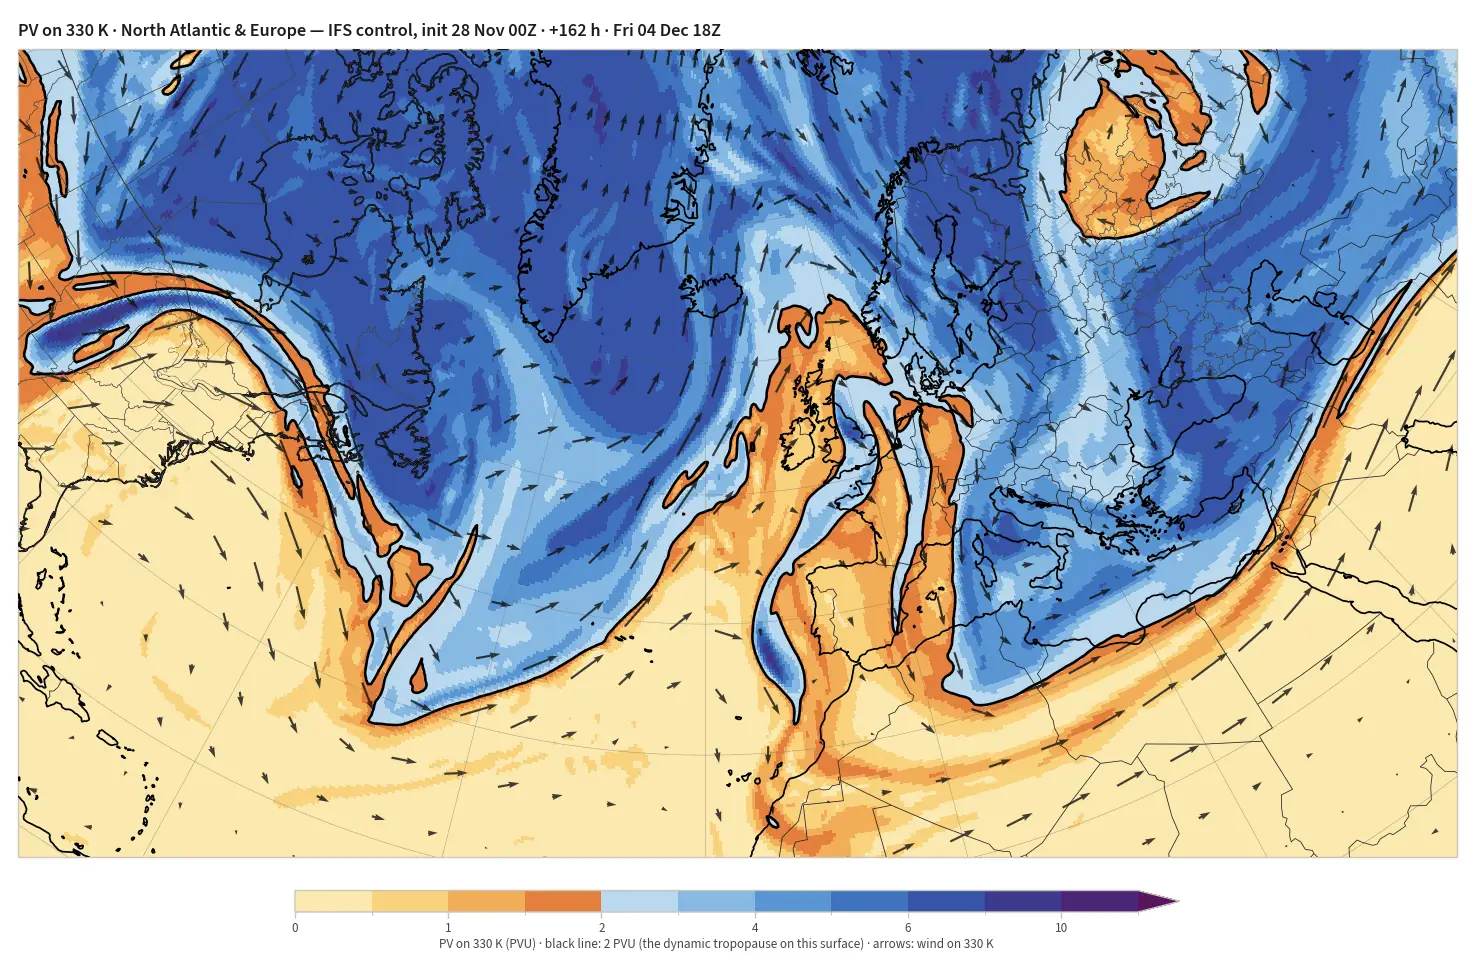 PV on 330 K · North Atlantic & Europe — IFS control, init 28 Nov 00Z · +162 h · Fri 04 Dec 18Z
0 1 2 4 6 10
PV on 330 K (PVU) · black line: 2 PVU (the dynamic tropopause on this surface) · arrows: wind on 330 K